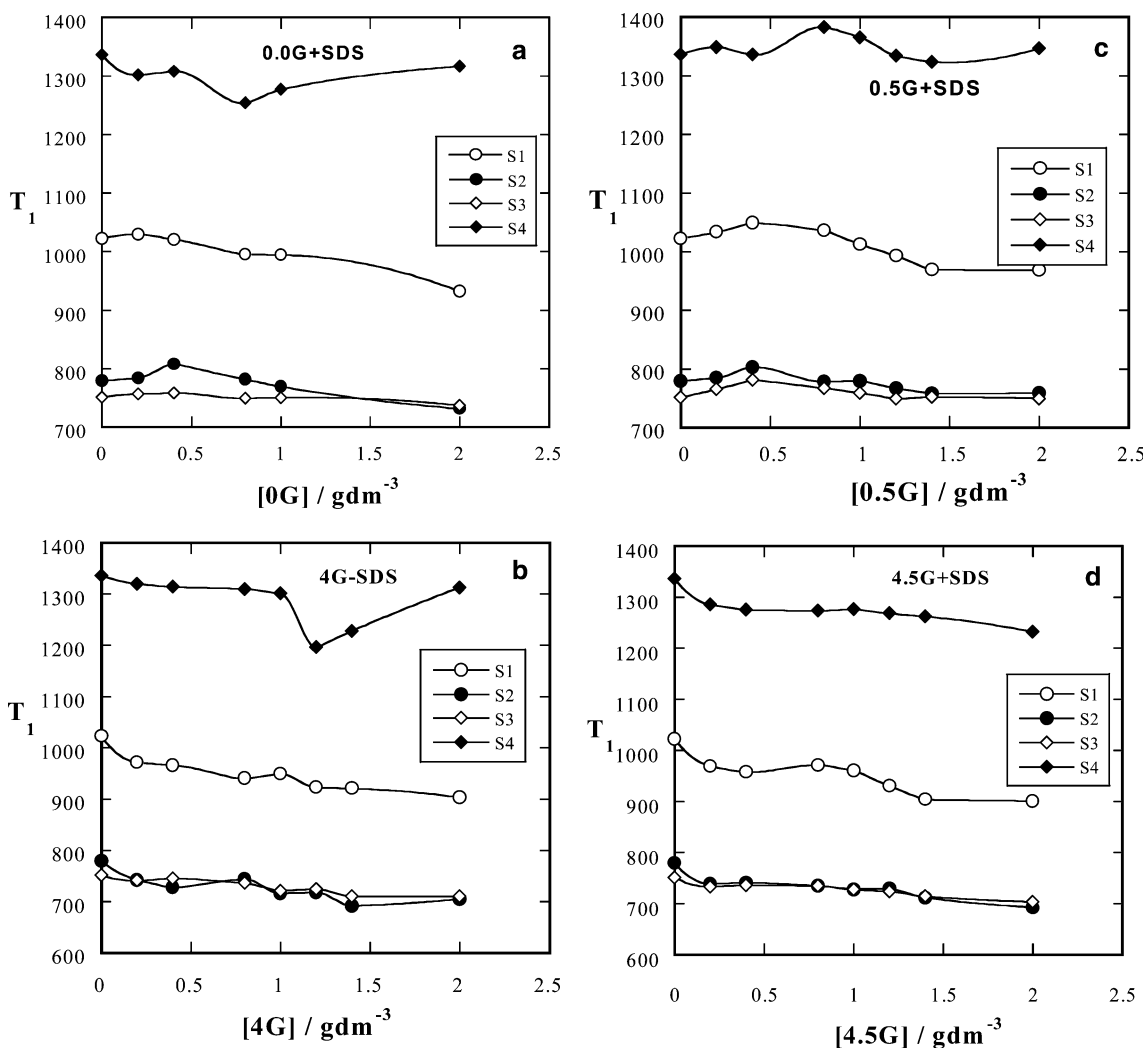 a
0.0G+SDS
1400
1300
1200
1100
1000
900
800
700
T1
S1
S2
S3
S4
0 0.5 1 1.5 2 2.5
[0G] / gdm-3
c
0.5G+SDS
1400
1300
1200
1100
1000
900
800
700
T1
S1
S2
S3
S4
0 0.5 1 1.5 2 2.5
[0.5G] / gdm-3
b
4G-SDS
1400
1300
1200
1100
1000
900
800
700
600
T1
S1
S2
S3
S4
0 0.5 1 1.5 2 2.5
[4G] / gdm-3
d
4.5G+SDS
1400
1300
1200
1100
1000
900
800
700
600
T1
S1
S2
S3
S4
0 0.5 1 1.5 2 2.5
[4.5G] / gdm-3